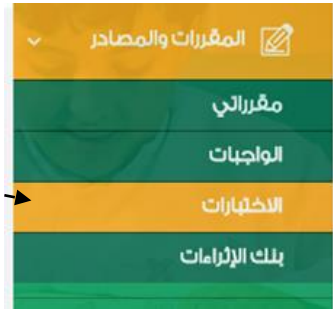 المقررات والمصادر
مقرراتي
الواجبات
الاختبارات
بنك الإثراءات